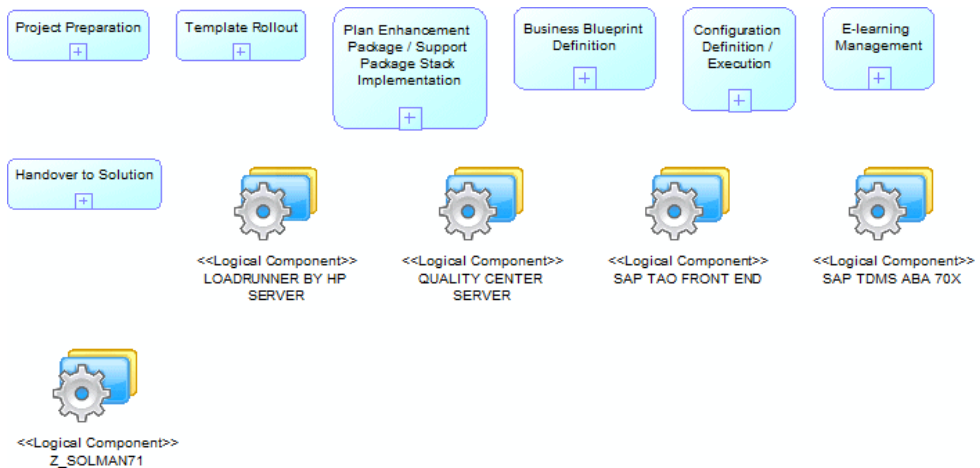 Project Preparation
Template Rollout
Plan Enhancement
Package / Support
Package Stack
Implementation
Business Blueprint
Definition
Configuration
Definition /
Execution
E-learning
Management
Handover to Solution
<<Logical Component>>
LOADRUNNER BY HP
SERVER
<<Logical Component>>
QUALITY CENTER
SERVER
<<Logical Component>>
SAP TAO FRONT END
<<Logical Component>>
SAP TDMS ABA 70X
<<Logical Component>>
Z_SOLMAN71